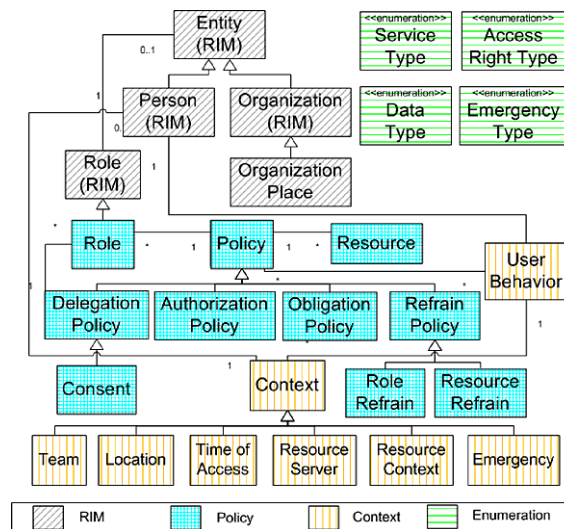 Entity
(RIM)
<<enumeration>>
Service
Type
<<enumeration>>
Access
Right Type
0..1
1
Person
(RIM)
Organization
(RIM)
<<enumeration>>
Data
Type
<<enumeration>>
Emergency
Type
0..
1
Role
(RIM)
Organization
Place
*
Role
*
1
Policy
1
*
Resource
User
Behavior
1
*
*
Delegation
Policy
Authorization
Policy
Obligation
Policy
Refrain
Policy
1
1
Consent
Context
Role
Refrain
Resource
Refrain
Team
Location
Time of
Access
Resource
Server
Resource
Context
Emergency
RIM
Policy
Context
Enumeration